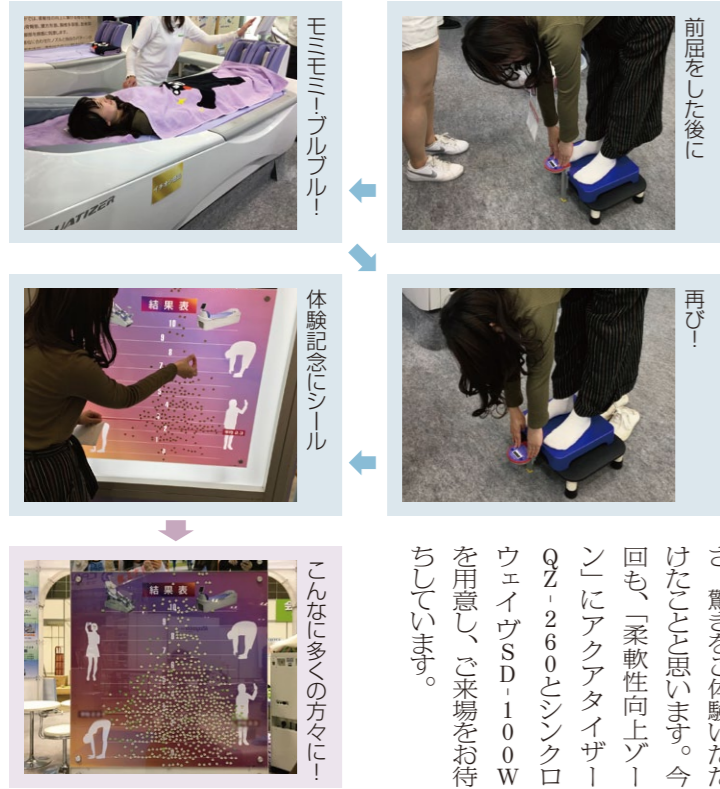 前屈をした後に
モミモミ！ブルブル！
再び！
体験記念にシール
結果表
10
こんなに多くの方々に！
結果表
けたことと思います。今
回も、「柔軟性向上ゾー
ン」にアクアタイザー
QZ-260とシンクロ
ウェイヴSD-100W
を用意し、ご来場をお待
ちしています。